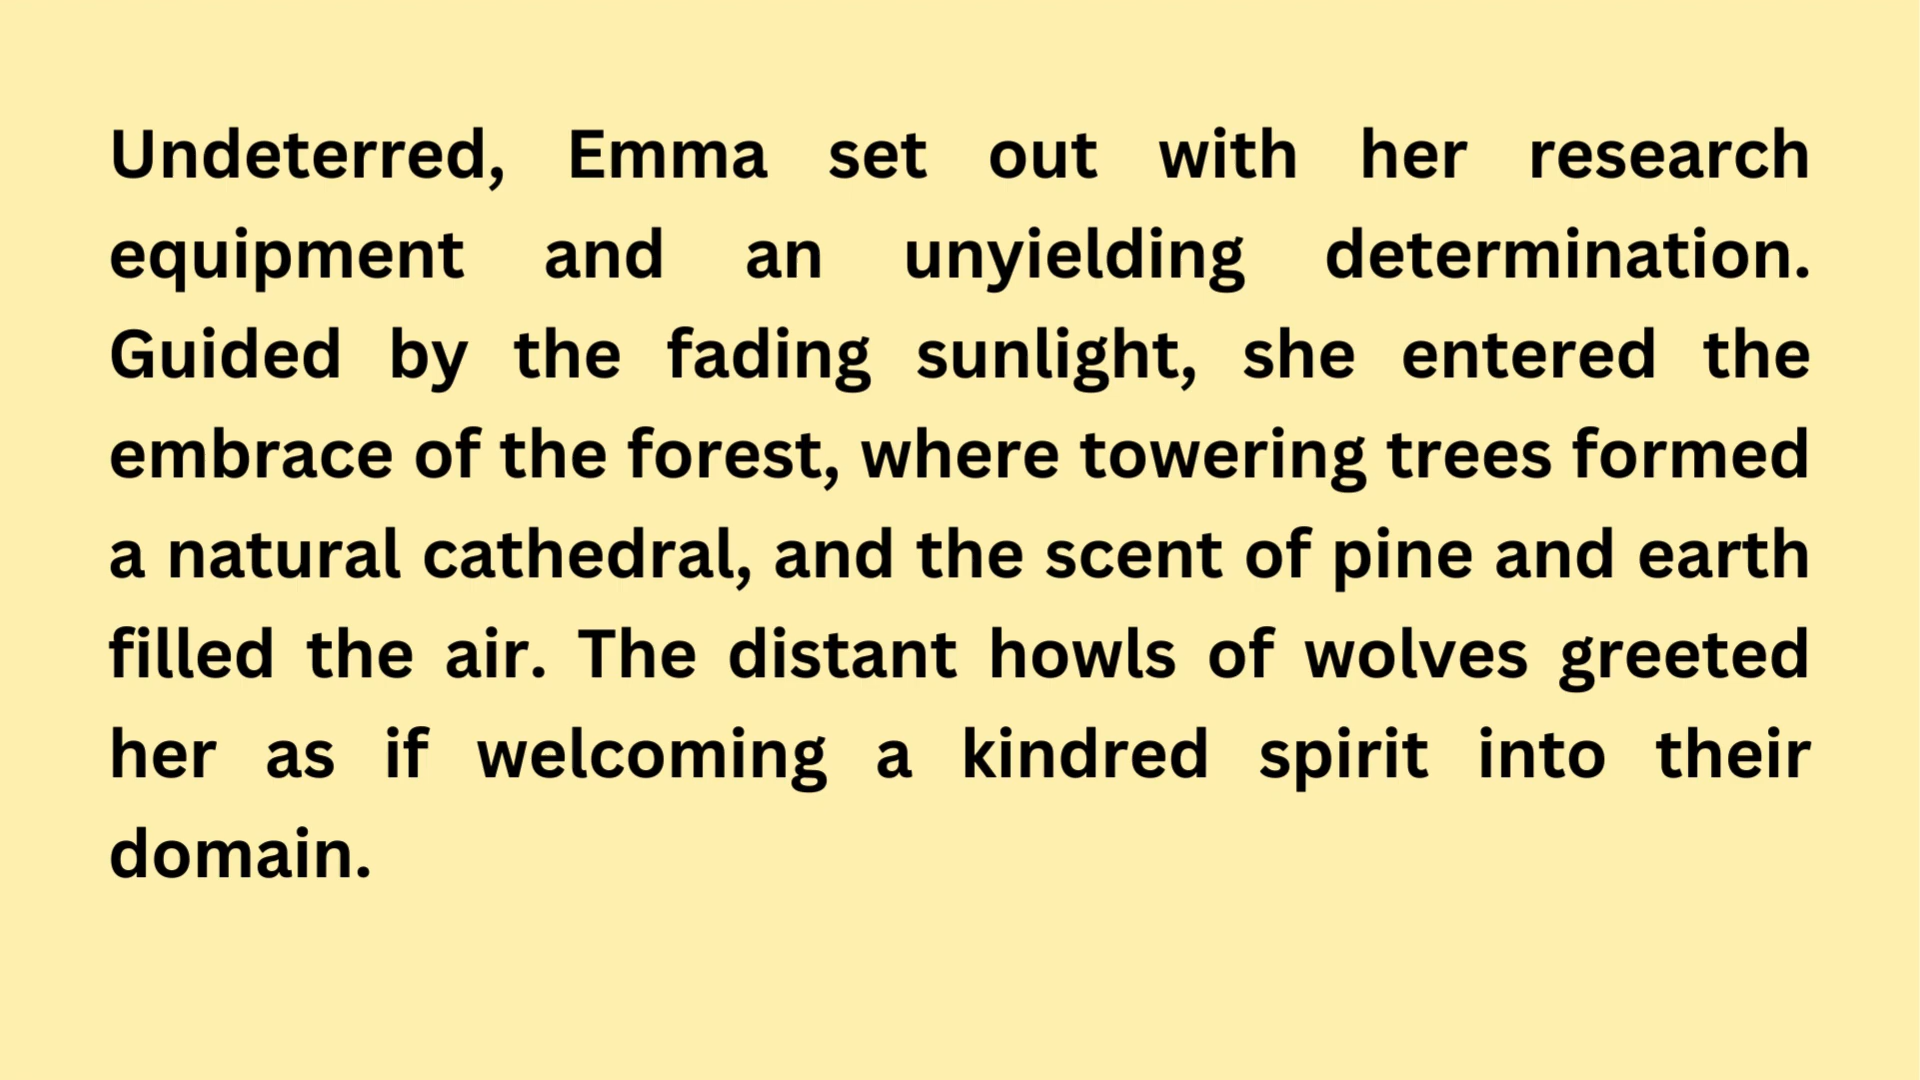 Undeterred, Emma set out with her research
equipment and an unyielding determination.
Guided by the fading sunlight, she entered the
embrace of the forest, where towering trees formed
a natural cathedral, and the scent of pine and earth
filled the air. The distant howls of wolves greeted
her as if welcoming a kindred spirit into their
domain.